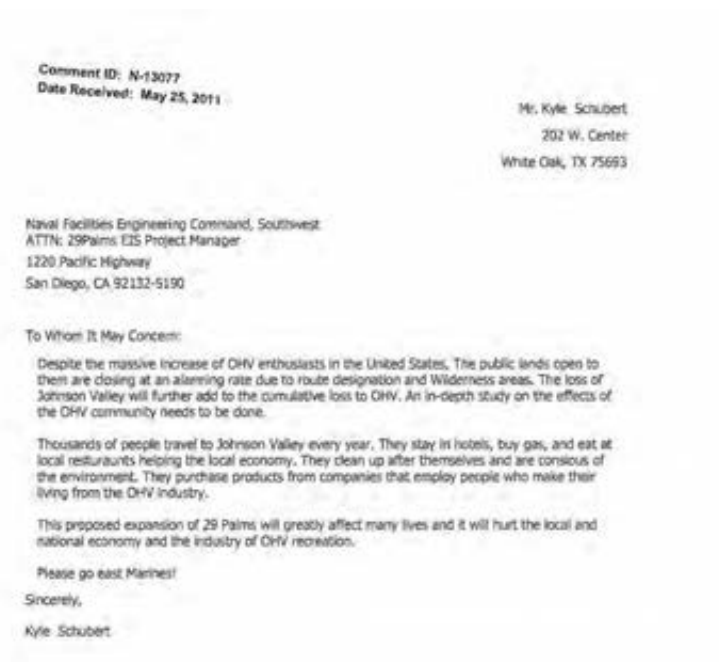 Comment ID: N-13077
Date Received: May 25, 2011
Mr. Kyle Schubert
202 W. Center
White Oak, TX 75693
Naval Facilities Engineering Command, Southwest
ATTN: 29Palms EIS Project Manager
1220 Pacific Highway
San Diego, CA 92132-5190
To Whom It May Concern:
Despite the massive increase of OHV enthusiasts in the United States, The public lands open to
them are closing at an alarming rate due to route designation and Wilderness areas. The loss of
Johnson Valley will further add to the cumulative loss to OHV. An in-depth study on the effects of
the OHV community needs to be done.
Thousands of people travel to Johnson Valley every year. They stay in hotels, buy gas, and eat at
local resturaunts helping the local economy. They clean up after themselves and are consious of
the environment. They purchase products from companies that employ people who make their
living from the OHV Industry.
This proposed expansion of 29 Palms will greatly affect many lives and it will hurt the local and
national economy and the industry of OHV recreation.
Please go east Marines!
Sincerely,
Kyle Schubert